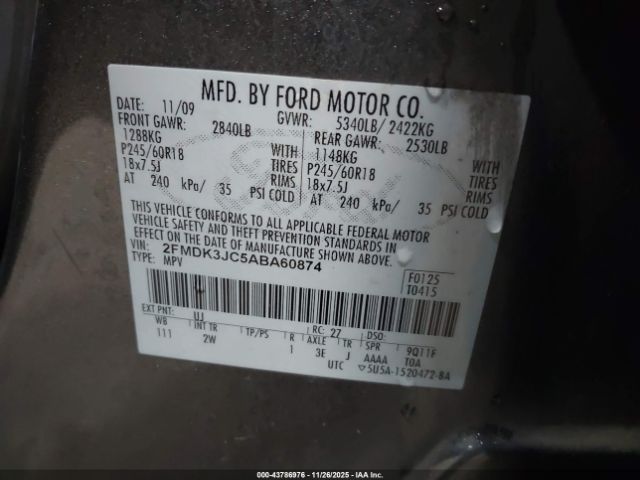 MFD. BY FORD MOTOR CO.
DATE: 11/09 GVWR: 5340LB/ 2422KG
FRONT GAWR: 2840LB REAR GAWR: 2530LB
1288KG WITH 1148KG WITH
P245/60R18 TIRES P245/60R18 TIRES
18x7.5J RIMS 18x7.5J RIMS
AT 240 kPa/ 35 PSI COLD AT 240 kPa/ 35 PSI COLD
THIS VEHICLE CONFORMS TO ALL APPLICABLE FEDERAL MOTOR
VEHICLE SAFETY AND THEFT PREVENTION STANDARDS IN
EFFECT ON THE DATE OF MANUFACTURE SHOWN ABOVE.
VIN: 2FMDK3JC5ABA60874
TYPE: MPV F0125
T0415
EXT PNT: UJ RC: 27 DSO:
WB INT TR TP/PS R AXLE TR SPR 9Q11F
111 2W 1 3E J AAAA T0A
UTC ▽5U5A-1520472-BA
000-43786976 | 11/26/2025 | IAA Inc.